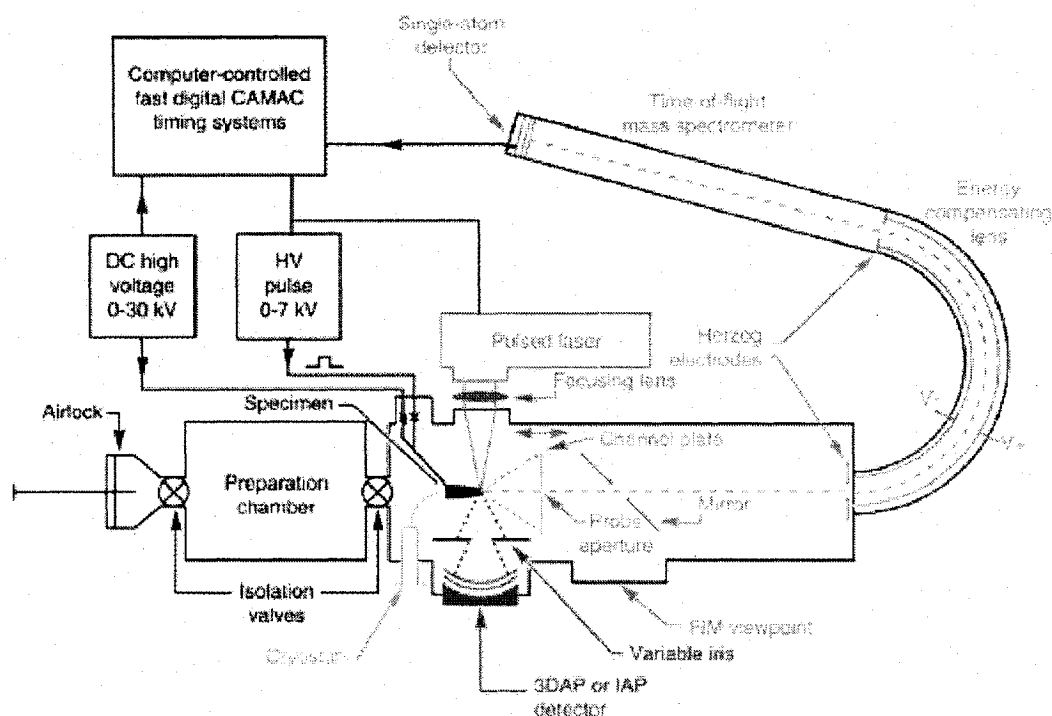 Single-atom
detector
Computer-controlled
fast digital CAMAC
timing systems
Time-of-flight
mass spectrometer
Energy
compensating
lens
DC high
voltage
0-30 kV
HV
pulse
0-7 kV
Pulsed laser
Herzog
electrodes
Focusing lens
Specimen
Airlock
V-
Channel plate
V+
Preparation
chamber
Mirror
Probe
aperture
Isolation
valves
FIM viewpoint
Cryostat
Variable iris
3DAP or IAP
detector